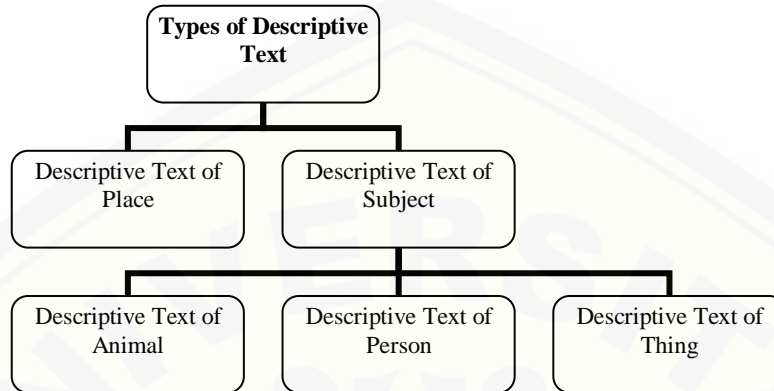 Types of Descriptive
Text
Descriptive Text of
Place
Descriptive Text of
Subject
Descriptive Text of
Animal
Descriptive Text of
Person
Descriptive Text of
Thing